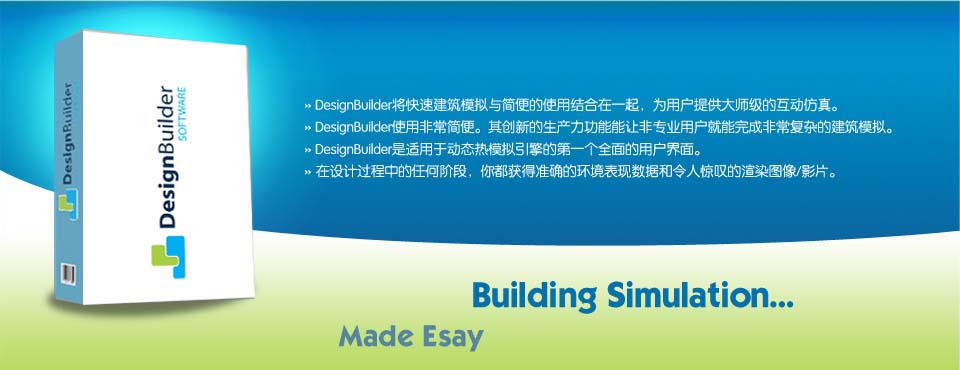 DesignBuilder
DesignBuilder
SOFTWARE
» DesignBuilder将快速建筑模拟与简便的使用结合在一起，为用户提供大师级的互动仿真。
» DesignBuilder使用非常简便。其创新的生产力功能能让非专业用户就能完成非常复杂的建筑模拟。
» DesignBuilder是适用于动态热模拟引擎的第一个全面的用户界面。
» 在设计过程中的任何阶段，你都获得准确的环境表现数据和令人惊叹的渲染图像/影片。
Building Simulation...
Made Esay